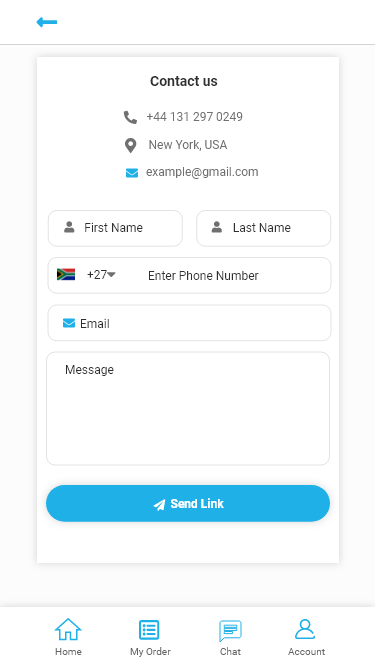 Contact us
+44 131 297 0249
New York, USA
example@gmail.com
First Name Last Name
+27 Enter Phone Number
Email
Message
Send Link
Home My Order Chat Account